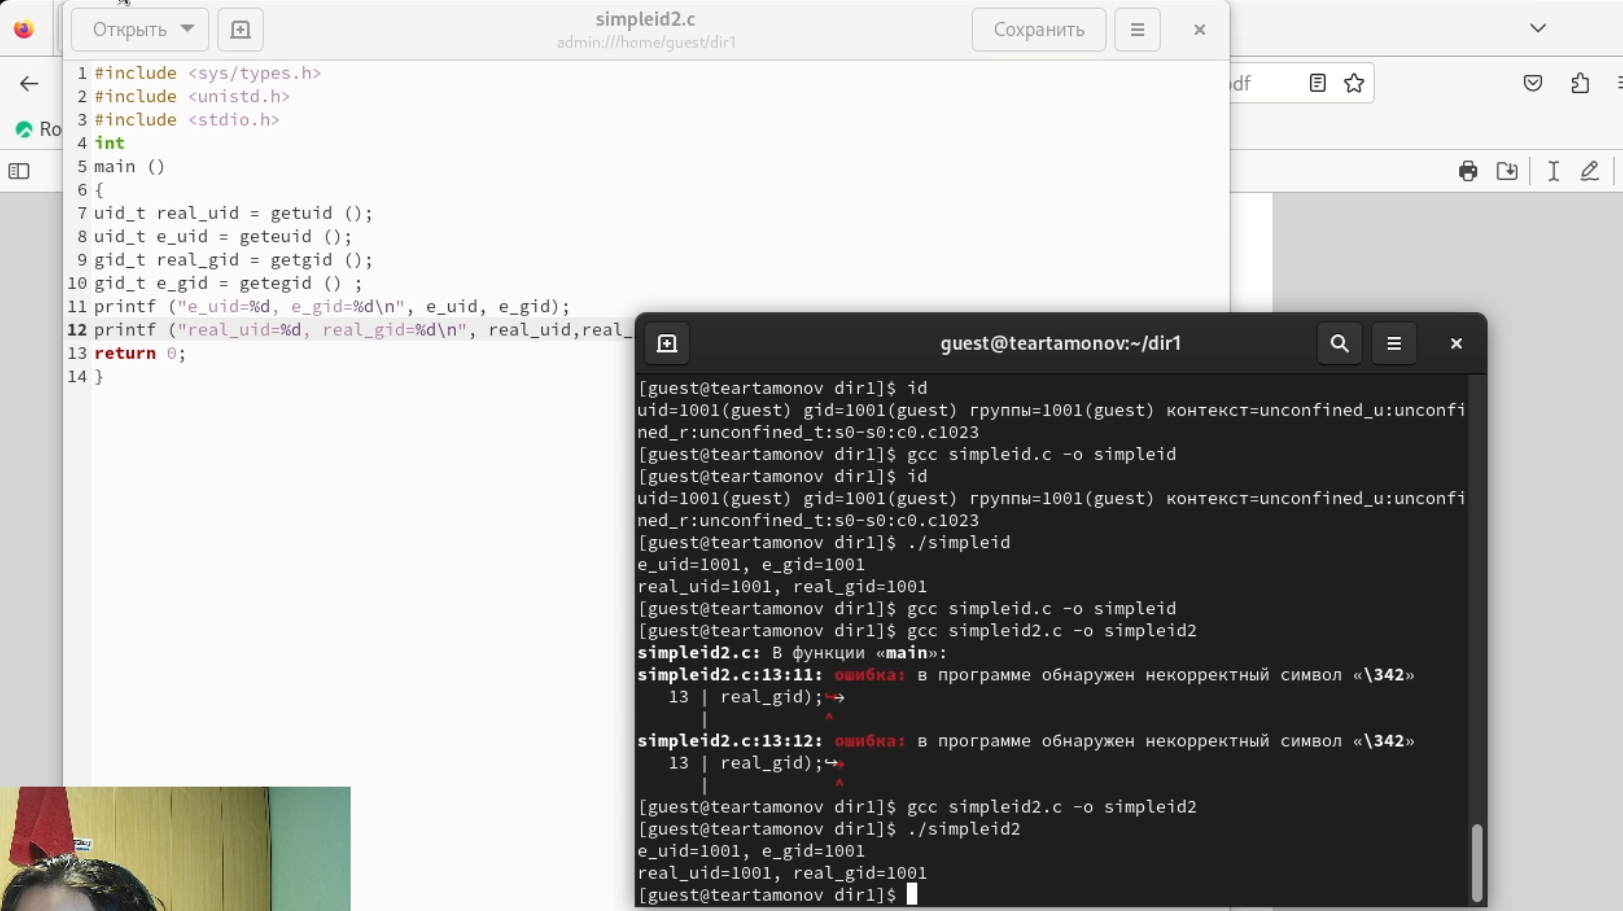 Открыть
simpleid2.c
admin:///home/guest/dir1
Сохранить
df
Ro
1 #include <sys/types.h>
2 #include <unistd.h>
3 #include <stdio.h>
4 int
5 main ()
6 {
7 uid_t real_uid = getuid ();
8 uid_t e_uid = geteuid ();
9 gid_t real_gid = getgid ();
10 gid_t e_gid = getegid () ;
11 printf ("e_uid=%d, e_gid=%d\n", e_uid, e_gid);
12 printf ("real_uid=%d, real_gid=%d\n", real_uid,real_
13 return 0;
14 }
guest@teartamonov:~/dir1
[guest@teartamonov dir1]$ id
uid=1001(guest) gid=1001(guest) группы=1001(guest) контекст=unconfined_u:unconfi
ned_r:unconfined_t:s0-s0:c0.c1023
[guest@teartamonov dir1]$ gcc simpleid.c -o simpleid
[guest@teartamonov dir1]$ id
uid=1001(guest) gid=1001(guest) группы=1001(guest) контекст=unconfined_u:unconfi
ned_r:unconfined_t:s0-s0:c0.c1023
[guest@teartamonov dir1]$ ./simpleid
e_uid=1001, e_gid=1001
real_uid=1001, real_gid=1001
[guest@teartamonov dir1]$ gcc simpleid.c -o simpleid
[guest@teartamonov dir1]$ gcc simpleid2.c -o simpleid2
simpleid2.c: В функции «main»:
simpleid2.c:13:11: ошибка: в программе обнаружен некорректный символ «\342»
13 | real_gid);↪→
| ^
simpleid2.c:13:12: ошибка: в программе обнаружен некорректный символ «\342»
13 | real_gid);↪→
| ^
[guest@teartamonov dir1]$ gcc simpleid2.c -o simpleid2
[guest@teartamonov dir1]$ ./simpleid2
e_uid=1001, e_gid=1001
real_uid=1001, real_gid=1001
[guest@teartamonov dir1]$